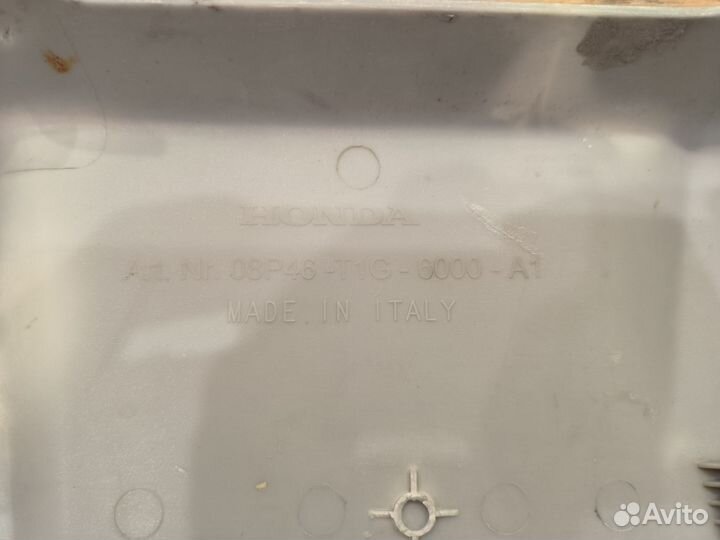 HONDA
Art. Nr. 08P46-T1G-6000-A1
MADE IN ITALY
Avito